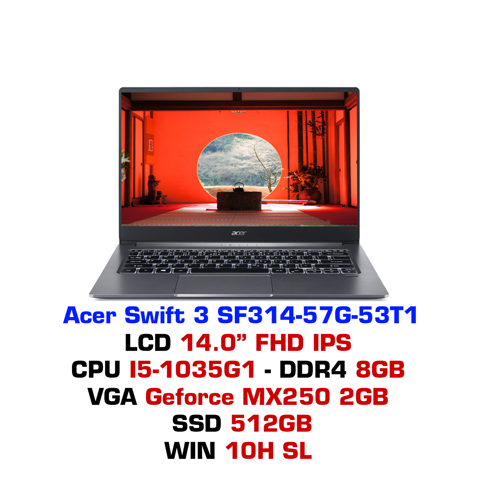 acer
Acer Swift 3 SF314-57G-53T1
LCD 14.0” FHD IPS
CPU I5-1035G1 - DDR4 8GB
VGA Geforce MX250 2GB
SSD 512GB
WIN 10H SL